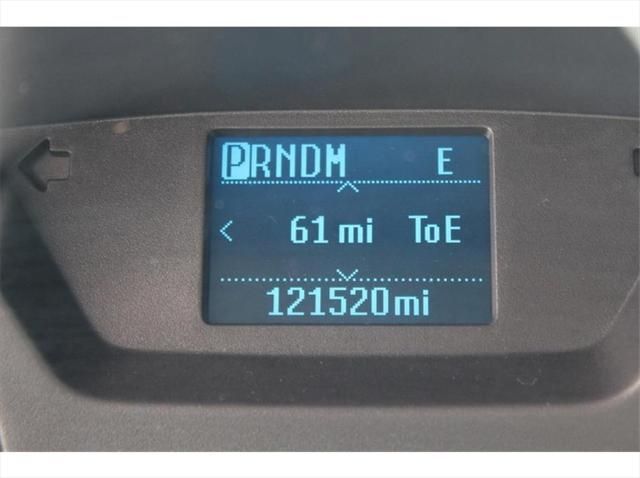 PRNDM E
< 61 mi ToE
121520mi